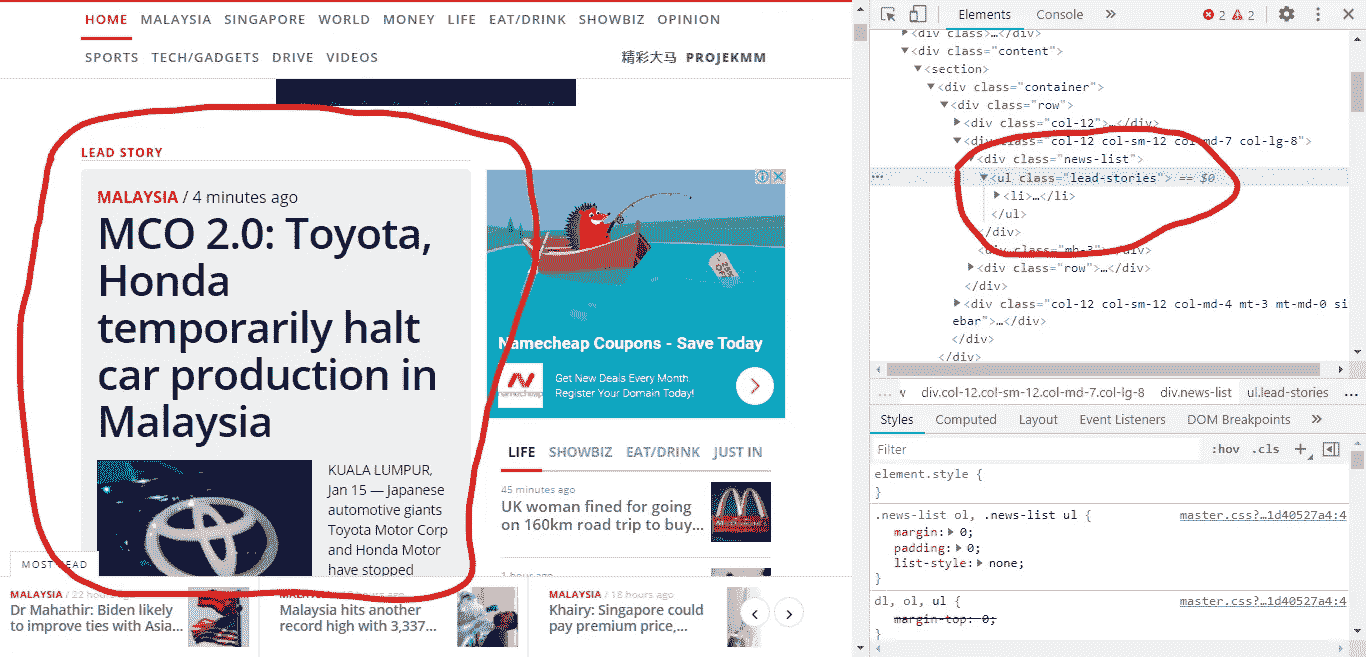 HOME MALAYSIA SINGAPORE WORLD MONEY LIFE EAT/DRINK SHOWBIZ OPINION
SPORTS TECH/GADGETS DRIVE VIDEOS 精彩大马 PROJEKMM
LEAD STORY
MALAYSIA / 4 minutes ago
MCO 2.0: Toyota,
Honda
temporarily halt
car production in
Malaysia
KUALA LUMPUR,
Jan 15 — Japanese
automotive giants
Toyota Motor Corp
and Honda Motor
have stopped
Namecheap Coupons - Save Today
namecheap
Get New Deals Every Month
Register Your Domain Today!
LIFE SHOWBIZ EAT/DRINK JUST IN
45 minutes ago
UK woman fined for going
on 160km road trip to buy...
1 hour ago
MOST READ
MALAYSIA / 22 hours ago
Dr Mahathir: Biden likely
to improve ties with Asia...
MALAYSIA
Malaysia hits another
record high with 3,337...
MALAYSIA / 18 hours ago
Khairy: Singapore could
pay premium price,...
Elements Console » 2 2
▶<div class>…</div>
▼<div class="content">
▼<section>
▼<div class="container">
▼<div class="row">
▶<div class="col-12">…</div>
▼<div class="col-12 col-sm-12 col-md-7 col-lg-8">
▼<div class="news-list">
… ▼<ul class="lead-stories"> == $0
▶<li>…</li>
</ul>
</div>
<div class="mb-3"></div>
▶<div class="row">…</div>
</div>
▶<div class="col-12 col-sm-12 col-md-4 mt-3 mt-md-0 si
ebar">…</div>
</div>
</div>
… v div.col-12.col-sm-12.col-md-7.col-lg-8 div.news-list ul.lead-stories …
Styles Computed Layout Event Listeners DOM Breakpoints »
Filter :hov .cls +
element.style {
}
.news-list ol, .news-list ul { master.css?…1d40527a4:4
margin:▶ 0;
padding:▶ 0;
list-style:▶ none;
}
dl, ol, ul { master.css?…1d40527a4:4
margin-top: 0;
}